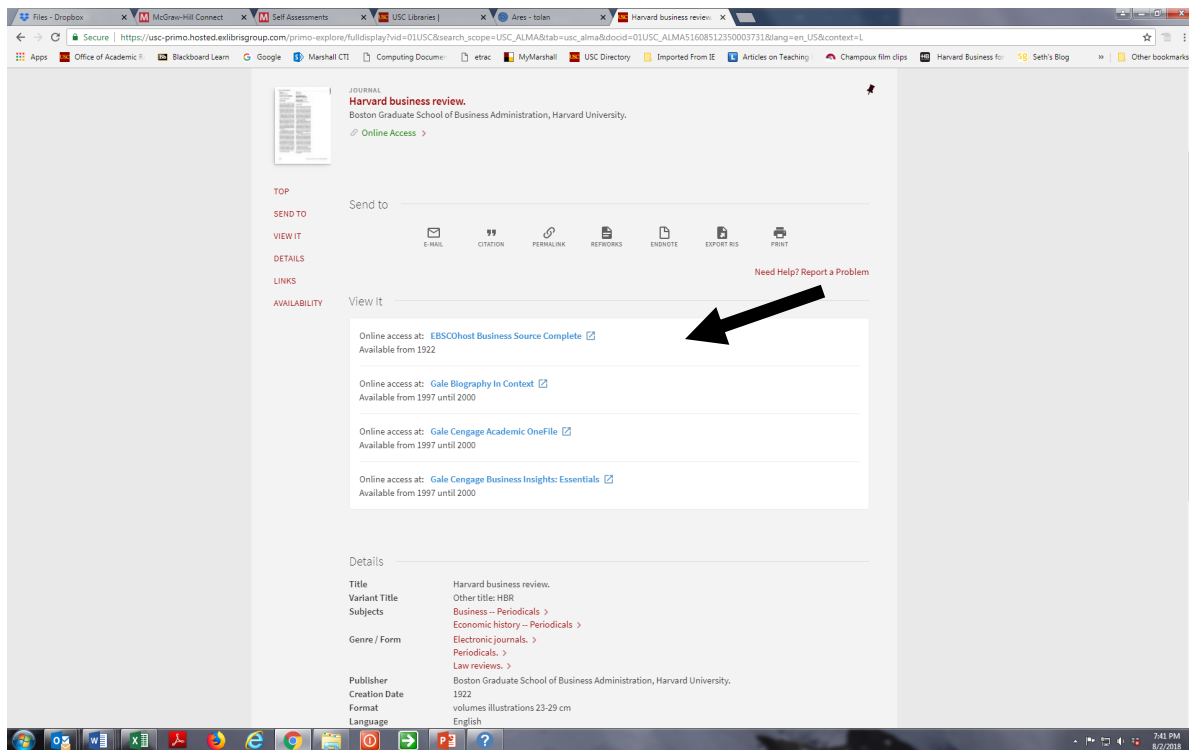 Files - Dropbox
McGraw-Hill Connect
Self Assessments
USC Libraries |
Ares - tolan
Harvard business review.
Secure | https://usc-primo.hosted.exlibrisgroup.com/primo-explore/fulldisplay?vid=01USC&search_scope=USC_ALMA&tab=usc_alma&docid=01USC_ALMA51608512350003731&lang=en_US&context=L
Apps
Office of Academic
Blackboard Learn
Google
Marshall CTI
Computing Documen
etrac
MyMarshall
USC Directory
Imported From IE
Articles on Teaching
Champoux film clips
Harvard Business for
Seth's Blog
»
Other bookmarks
JOURNAL
Harvard business review.
Boston Graduate School of Business Administration, Harvard University.
Online Access >
TOP
SEND TO
VIEW IT
DETAILS
LINKS
AVAILABILITY
Send to
E-MAIL
CITATION
PERMALINK
REFWORKS
ENDNOTE
EXPORT RIS
PRINT
Need Help? Report a Problem
View It
Online access at: EBSCOhost Business Source Complete
Available from 1922
Online access at: Gale Biography In Context
Available from 1997 until 2000
Online access at: Gale Cengage Academic OneFile
Available from 1997 until 2000
Online access at: Gale Cengage Business Insights: Essentials
Available from 1997 until 2000
Details
Title Harvard business review.
Variant Title Other title: HBR
Subjects Business -- Periodicals >
Economic history -- Periodicals >
Genre / Form Electronic journals. >
Periodicals. >
Law reviews. >
Publisher Boston Graduate School of Business Administration, Harvard University.
Creation Date 1922
Format volumes illustrations 23-29 cm
Language English
7:41 PM
8/2/2018